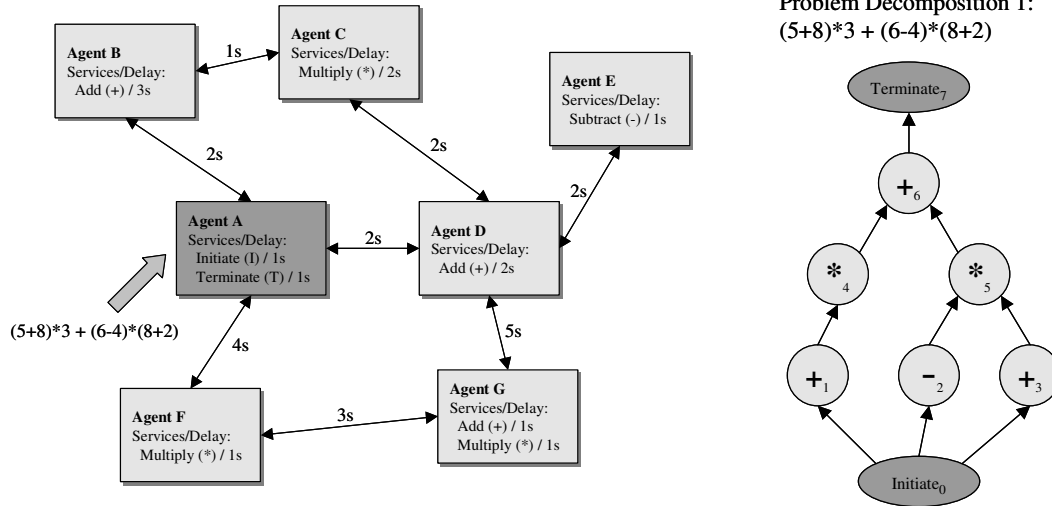 Problem Decomposition 1:
(5+8)*3 + (6-4)*(8+2)
Agent B
Services/Delay:
Add (+) / 3s
1s
Agent C
Services/Delay:
Multiply (*) / 2s
Agent E
Services/Delay:
Subtract (-) / 1s
2s
2s
2s
Agent A
Services/Delay:
Initiate (I) / 1s
Terminate (T) / 1s
2s
Agent D
Services/Delay:
Add (+) / 2s
(5+8)*3 + (6-4)*(8+2)
4s
5s
Agent F
Services/Delay:
Multiply (*) / 1s
3s
Agent G
Services/Delay:
Add (+) / 1s
Multiply (*) / 1s
Terminate7
+6
*4
*5
+1
-2
+3
Initiate0